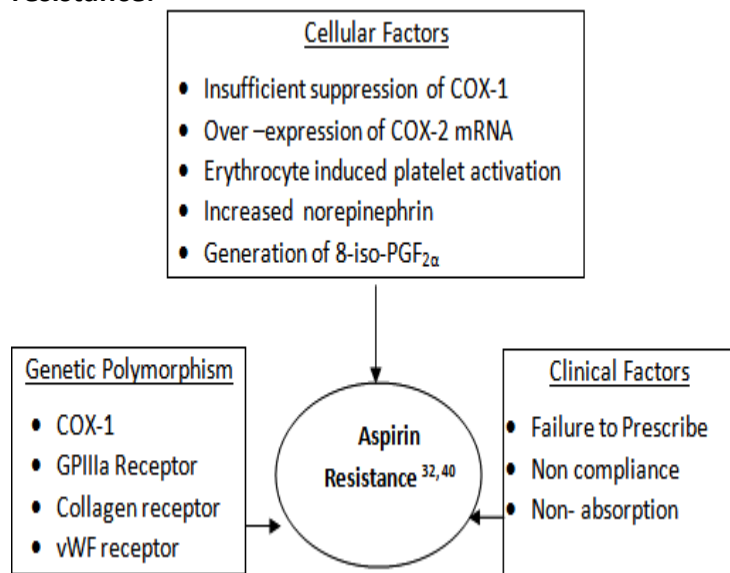 resistance.
Cellular Factors
• Insufficient suppression of COX-1
• Over –expression of COX-2 mRNA
• Erythrocyte induced platelet activation
• Increased norepinephrin
• Generation of 8-iso-PGF2α
Genetic Polymorphism
• COX-1
• GPIIIa Receptor
• Collagen receptor
• vWF receptor
Aspirin
Resistance 32, 40
Clinical Factors
• Failure to Prescribe
• Non compliance
• Non- absorption